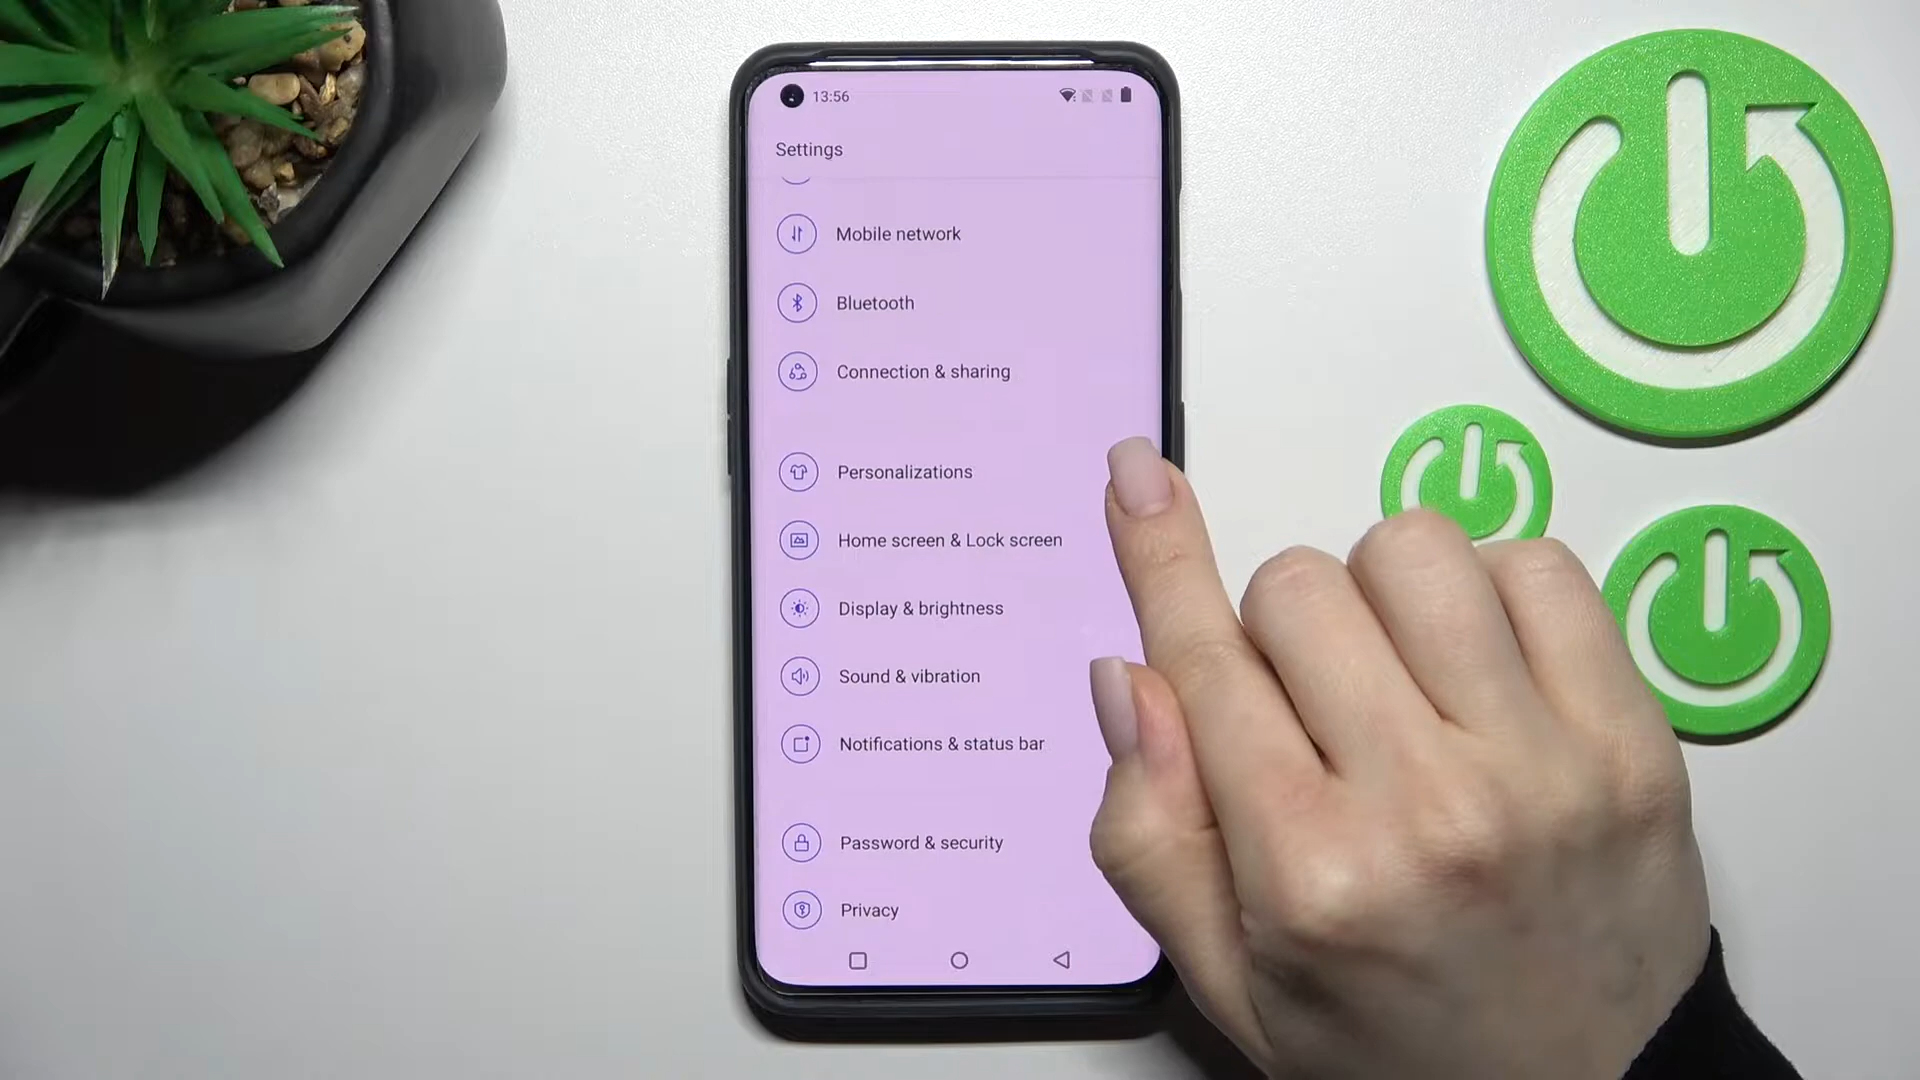 13:56
Settings
Mobile network
Bluetooth
Connection & sharing
Personalizations
Home screen & Lock screen
Display & brightness
Sound & vibration
Notifications & status bar
Password & security
Privacy